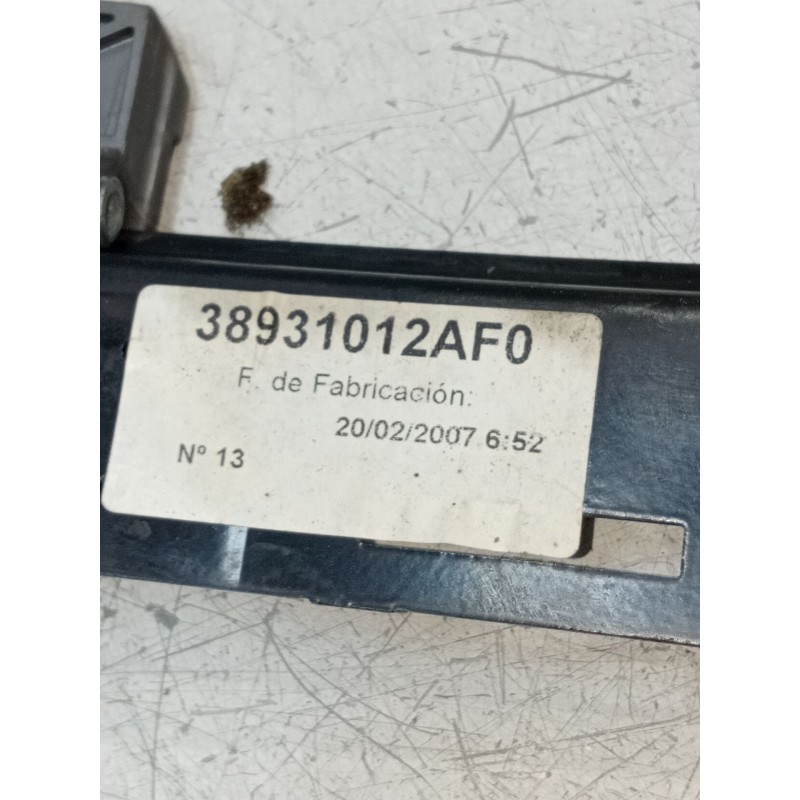 38931012AF0
F. de Fabricación:
20/02/2007 6:52
Nº 13